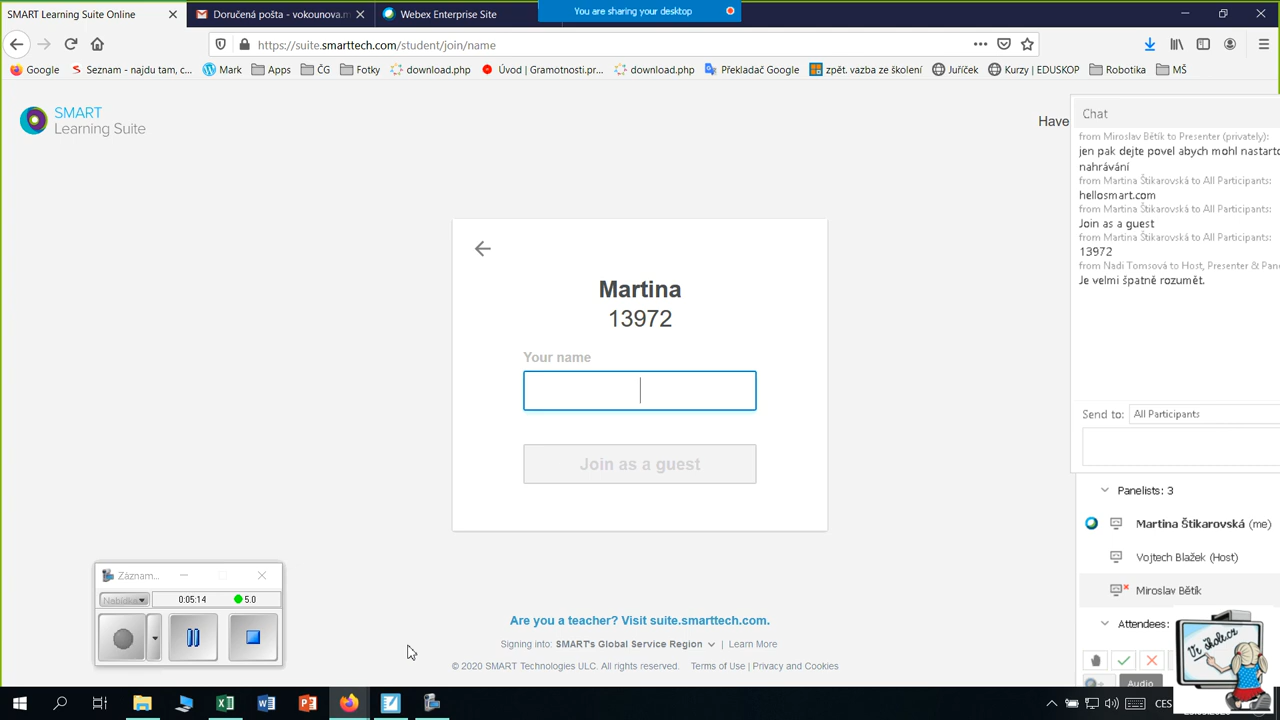 SMART Learning Suite Online
Doručená pošta - vokounova.m
Webex Enterprise Site
You are sharing your desktop
https://suite.smarttech.com/student/join/name
Google
Seznam - najdu tam, c...
Mark
Apps
ČG
Fotky
download.php
Úvod | Gramotnosti.pr...
download.php
Překladač Google
zpět. vazba ze školení
Juříček
Kurzy | EDUSKOP
Robotika
MŠ
SMART
Learning Suite
Have
Chat
from Miroslav Bětík to Presenter (privately):
jen pak dejte povel abych mohl nastarto
nahrávání
from Martina Štikarovská to All Participants:
hellosmart.com
from Martina Štikarovská to All Participants:
Join as a guest
from Martina Štikarovská to All Participants:
13972
from Nadi Tomsová to Host, Presenter & Pan
Je velmi špatně rozumět.
Martina
13972
Your name
Join as a guest
Send to: All Participants
Panelists: 3
Martina Štikarovská (me)
Vojtech Blažek (Host)
Miroslav Bětík
Attendees:
Audio
Záznam...
Nabídka
0:05:14
5.0
Are you a teacher? Visit suite.smarttech.com.
Signing into: SMART's Global Service Region
Learn More
© 2020 SMART Technologies ULC. All rights reserved.
Terms of Use | Privacy and Cookies
Ve škole.cz
CES